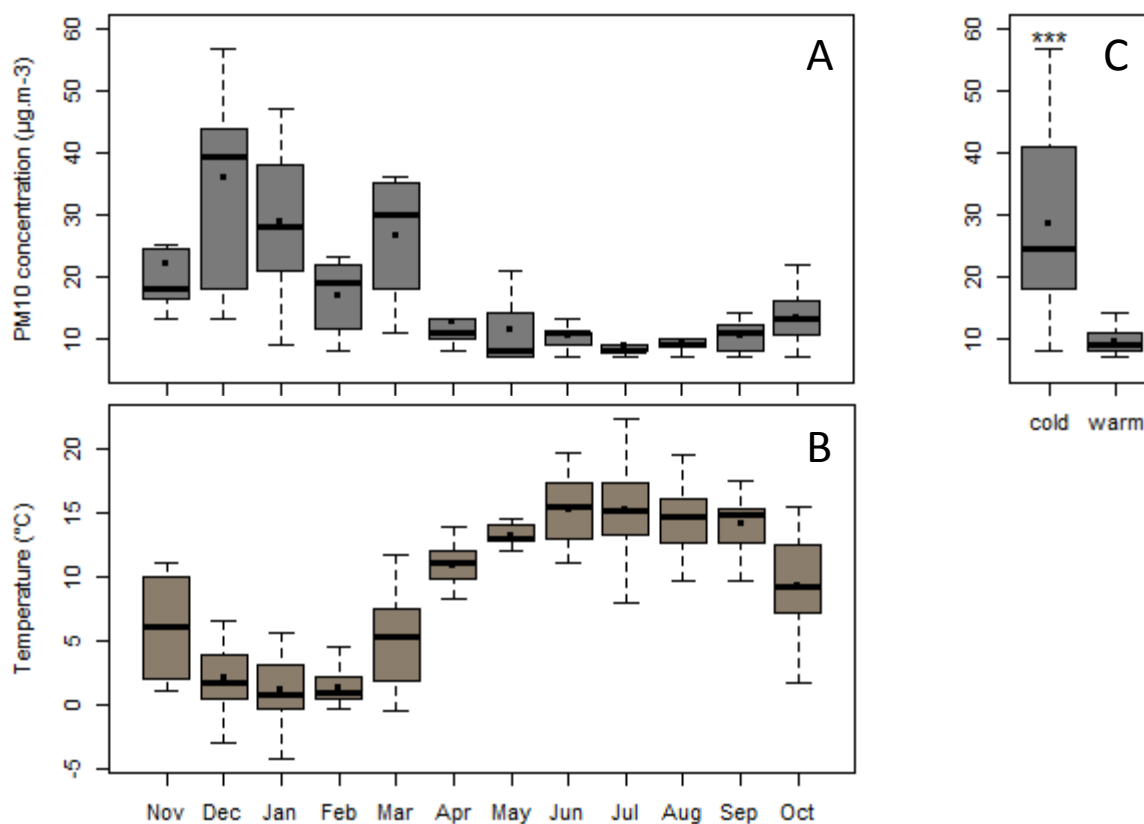 PM10 concentration (µg.m-3)
60
50
40
30
20
10
A
60
50
40
30
20
10
***
C
cold warm
Temperature (°C)
20
15
10
5
0
-5
B
Nov Dec Jan Feb Mar Apr May Jun Jul Aug Sep Oct